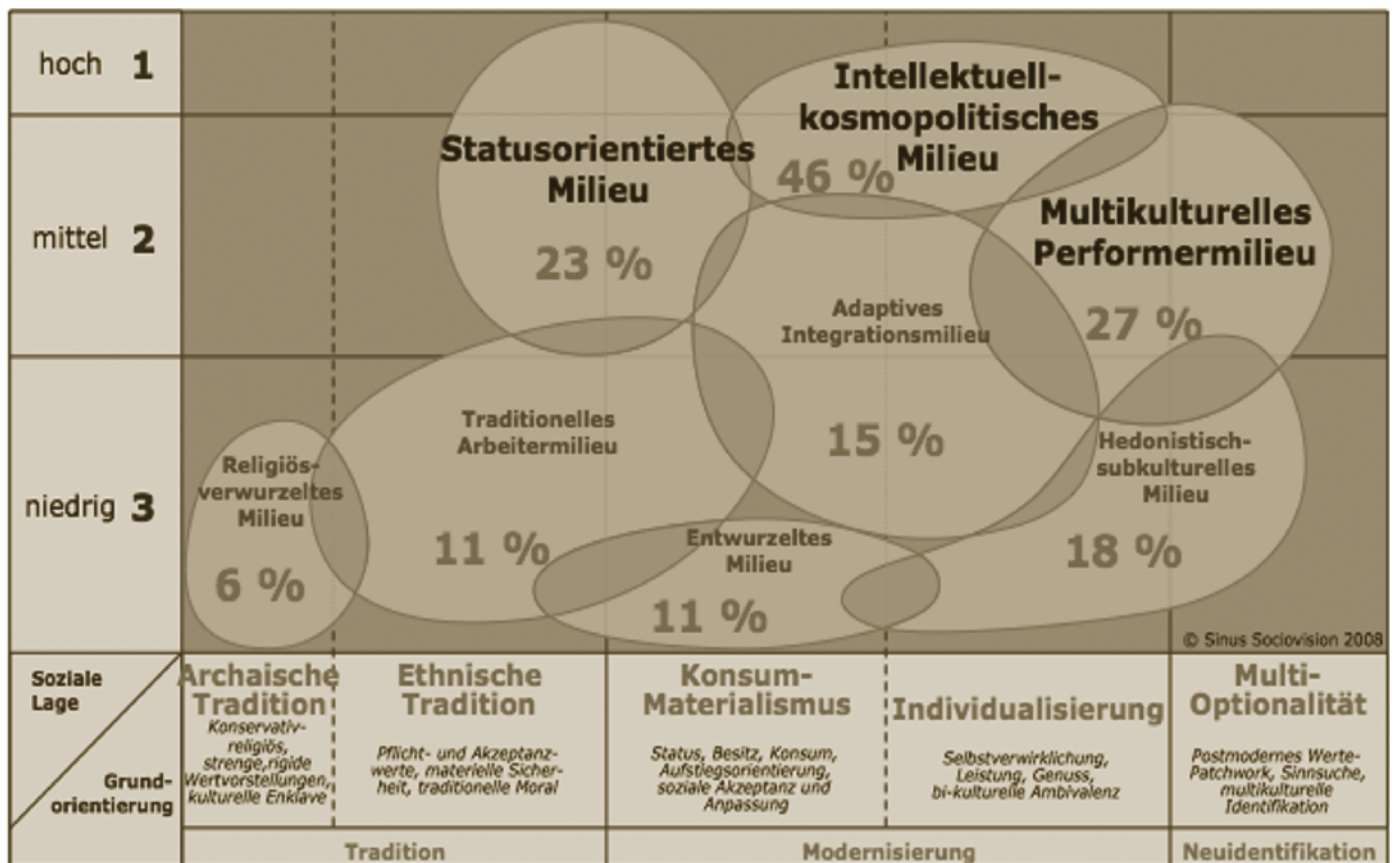 hoch 1
mittel 2
niedrig 3
Statusorientiertes
Milieu
23 %
Intellektuell-
kosmopolitisches
Milieu
46 %
Multikulturelles
Performermilieu
27 %
Adaptives
Integrationsmilieu
15 %
Traditionelles
Arbeitermilieu
11 %
Religiös-
verwurzeltes
Milieu
6 %
Entwurzeltes
Milieu
11 %
Hedonistisch-
subkulturelles
Milieu
18 %
© Sinus Sociovision 2008
Soziale
Lage
Grund-
orientierung
Archaische
Tradition
Konservativ-
religiös,
strenge,rigide
Wertvorstellungen,
kulturelle Enklave
Ethnische
Tradition
Pflicht- und Akzeptanz-
werte, materielle Sicher-
heit, traditionelle Moral
Konsum-
Materialismus
Status, Besitz, Konsum,
Aufstiegsorientierung,
soziale Akzeptanz und
Anpassung
Individualisierung
Selbstverwirklichung,
Leistung, Genuss,
bi-kulturelle Ambivalenz
Multi-
Optionalität
Postmodernes Werte-
Patchwork, Sinnsuche,
multikulturelle
Identifikation
Tradition
Modernisierung
Neuidentifikation